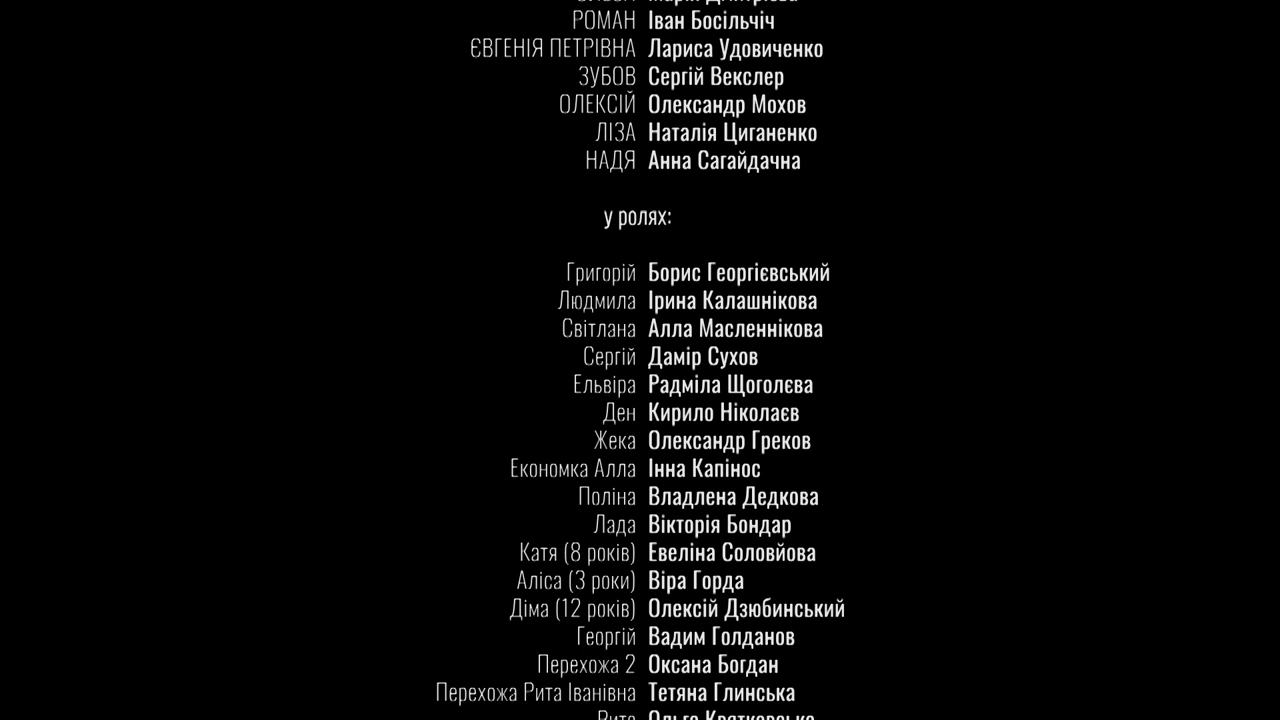 РОМАН Іван Босільчіч
ЄВГЕНІЯ ПЕТРІВНА Лариса Удовиченко
ЗУБОВ Сергій Векслер
ОЛЕКСІЙ Олександр Мохов
ЛІЗА Наталія Циганенко
НАДЯ Анна Сагайдачна
у ролях:
Григорій Борис Георгієвський
Людмила Ірина Калашнікова
Світлана Алла Масленнікова
Сергій Дамір Сухов
Ельвіра Радміла Щоголєва
Ден Кирило Ніколаєв
Жека Олександр Греков
Економка Алла Інна Капінос
Поліна Владлена Дедкова
Лада Вікторія Бондар
Катя (8 років) Евеліна Соловйова
Аліса (3 роки) Віра Горда
Діма (12 років) Олексій Дзюбинський
Георгій Вадим Голданов
Перехожа 2 Оксана Богдан
Перехожа Рита Іванівна Тетяна Глинська